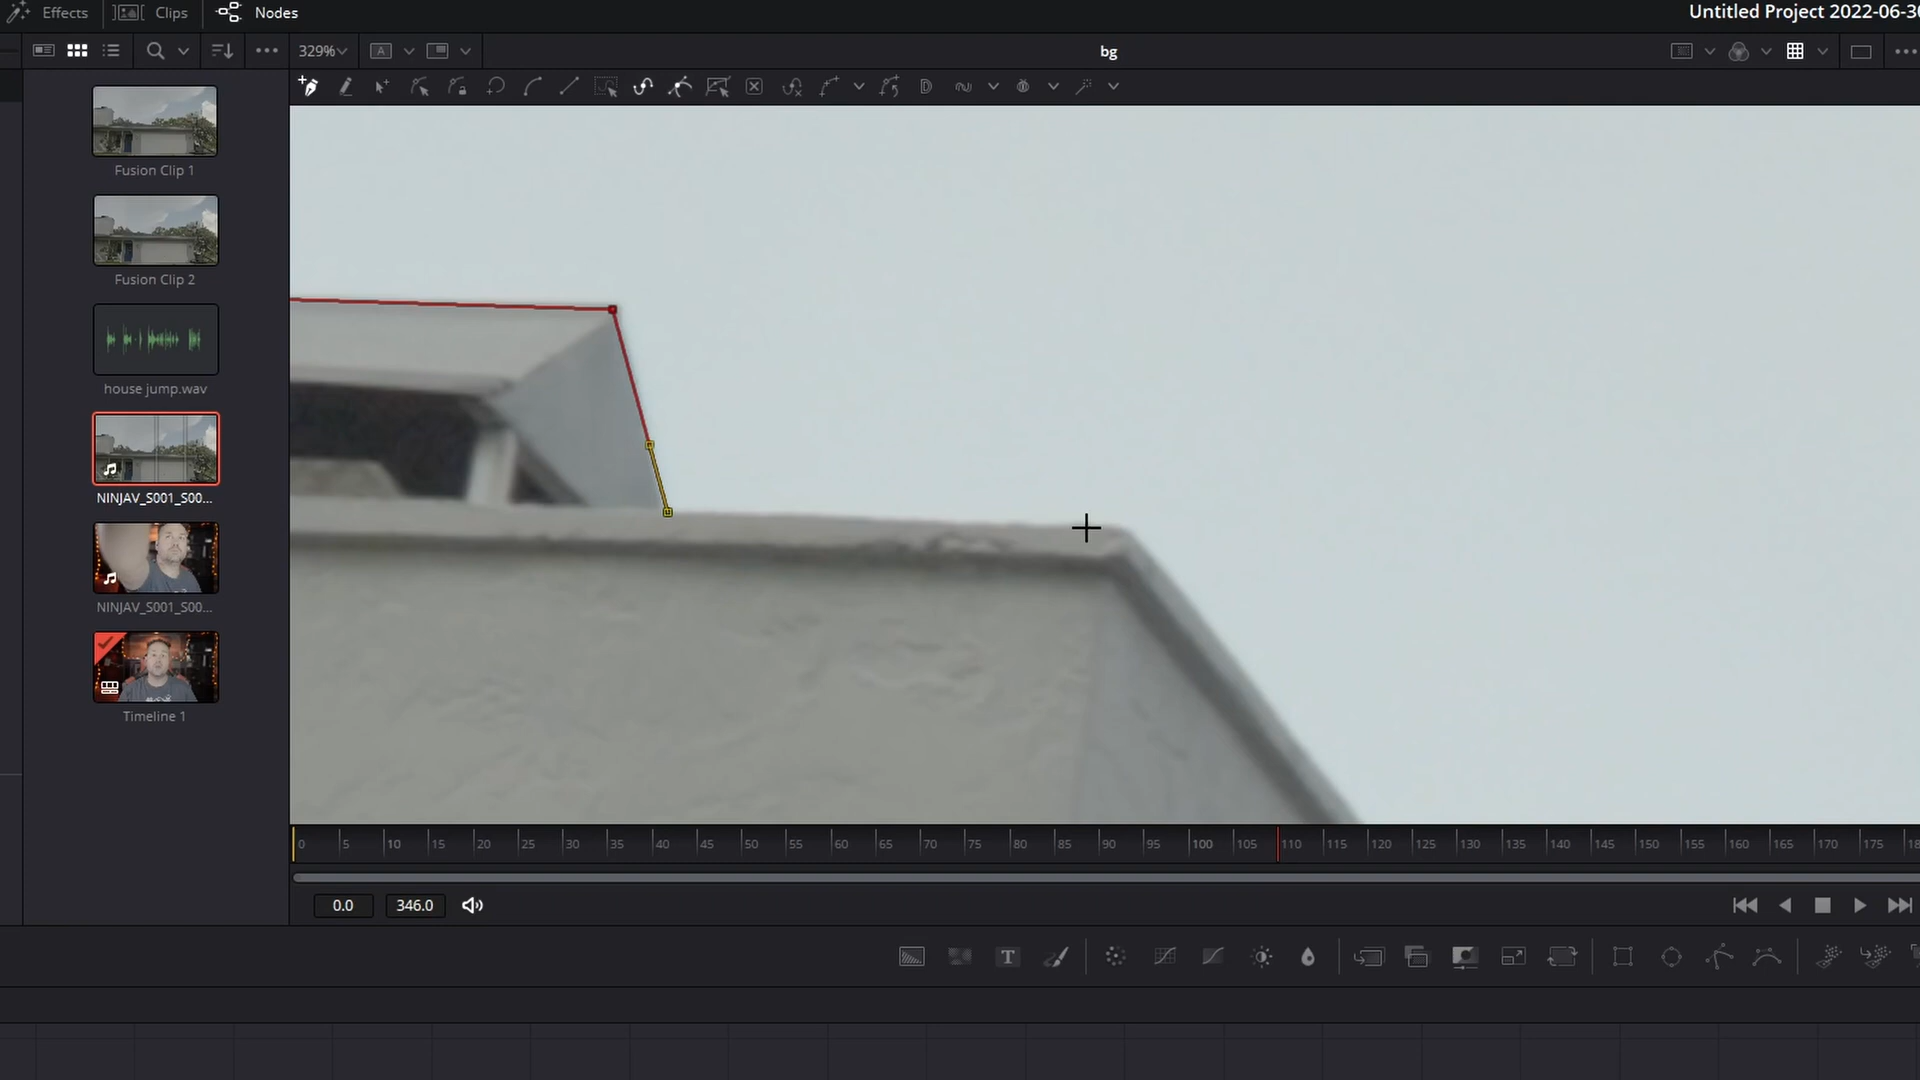 Effects
Clips
Nodes
Untitled Project 2022-06-30
329%
A
bg
D
Fusion Clip 1
Fusion Clip 2
house jump.wav
NINJAV_S001_S00...
NINJAV_S001_S00...
Timeline 1
0 5 10 15 20 25 30 35 40 45 50 55 60 65 70 75 80 85 90 95 100 105 110 115 120 125 130 135 140 145 150 155 160 165 170 175
0.0
346.0
T